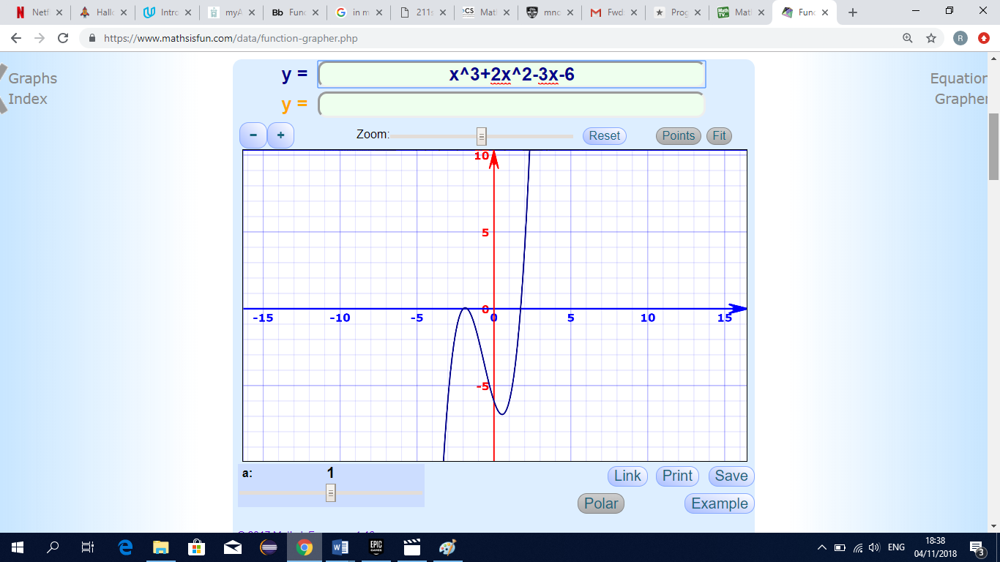 Netf
Hallo
Intro
myA
Bb Func
in m
211s
CS Mat
mnc
Fwd
Prog
Mat
Func
https://www.mathsisfun.com/data/function-grapher.php
R
Graphs
Index
Equation
Grapher
y = x^3+2x^2-3x-6
y =
- + Zoom: Reset Points Fit
10
5
0
-15 -10 -5 0 5 10 15
-5
a: 1
Link Print Save
Polar Example
EPIC GAMES
ENG
18:38
04/11/2018
3